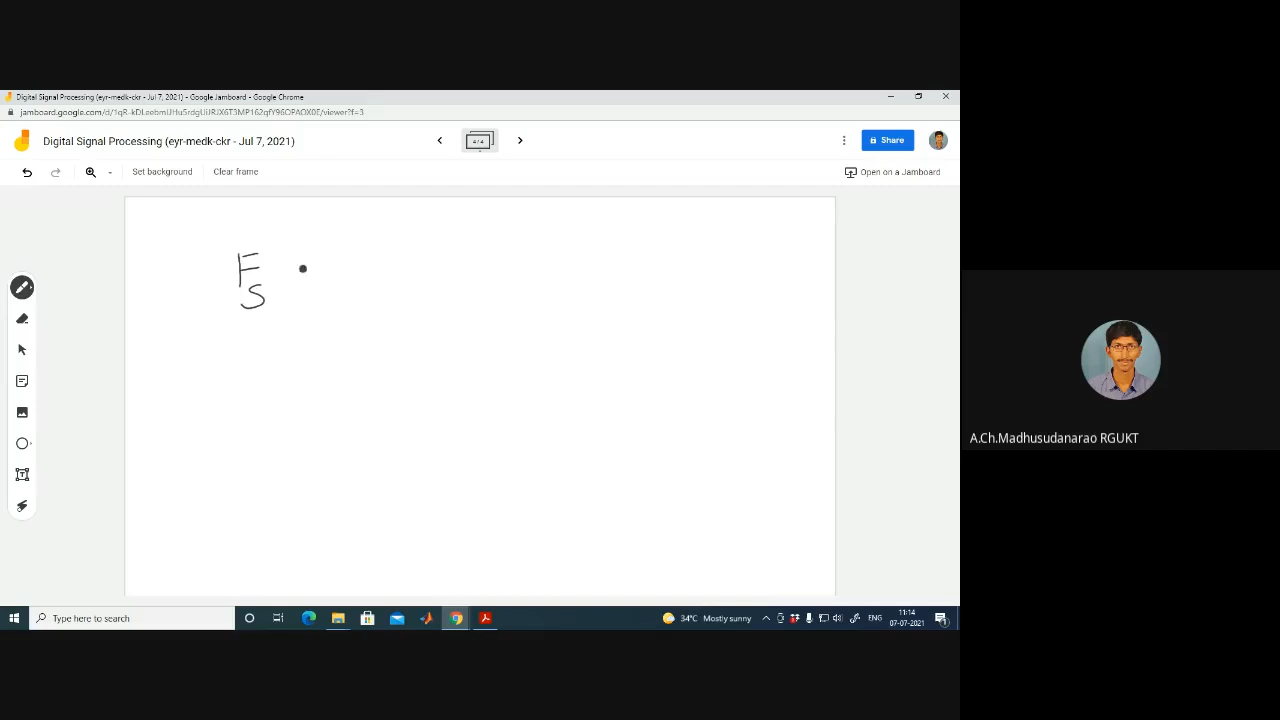 Digital Signal Processing (eyr-medk-ckr - Jul 7, 2021) - Google Jamboard - Google Chrome
Digital Signal Processing (eyr-medk-ckr - Jul 7, 2021)
4 / 4
Share
Set background
Clear frame
Open on a Jamboard
F
S
A.Ch.Madhusudanarao RGUKT
Type here to search
34°C Mostly sunny
ENG
11:14
07-07-2021